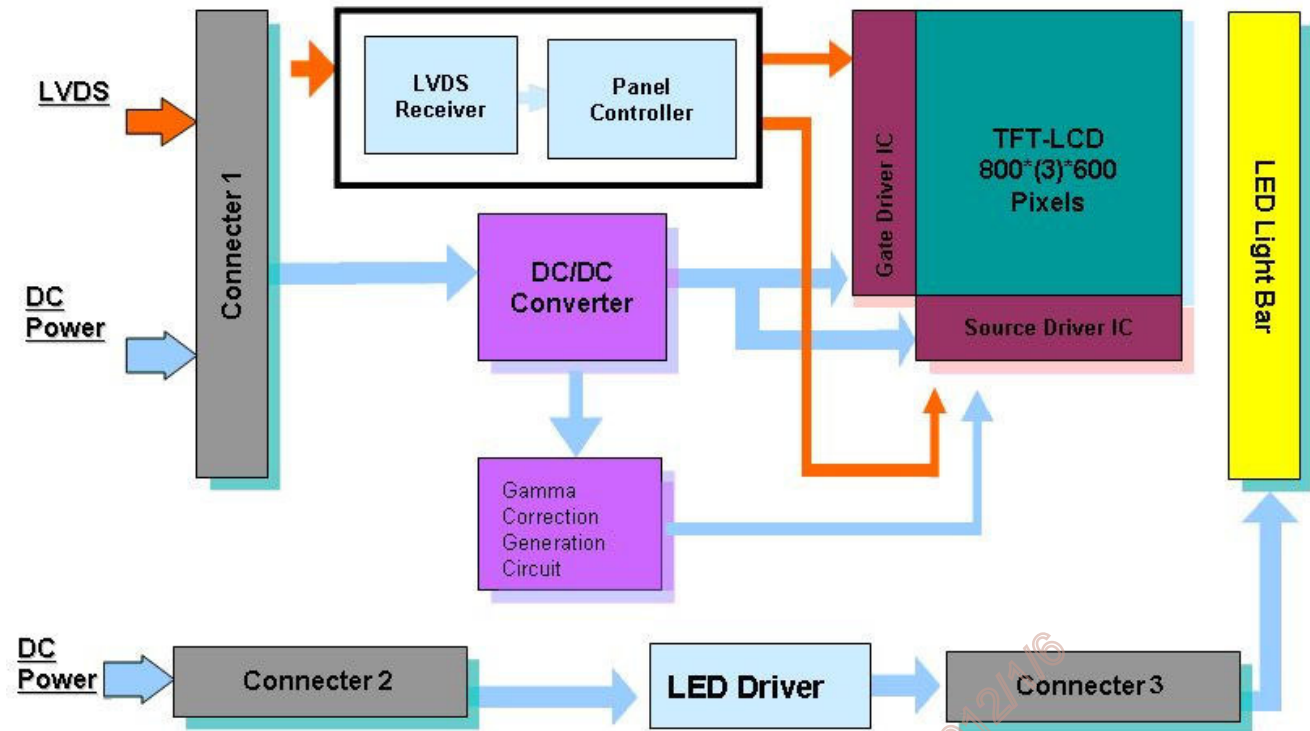 LVDS
DC
Power
Connecter 1
LVDS
Receiver
Panel
Controller
DC/DC
Converter
Gamma
Correction
Generation
Circuit
Gate Driver IC
TFT-LCD
800*(3)*600
Pixels
Source Driver IC
LED Light Bar
DC
Power
Connecter 2
LED Driver
Connecter 3